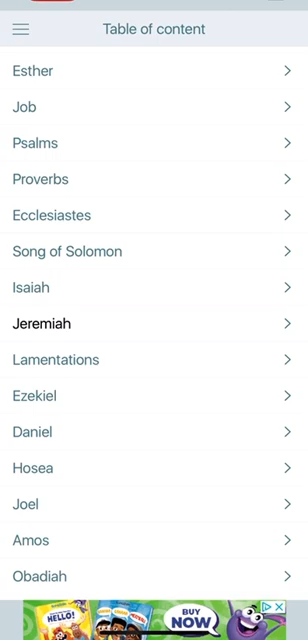 Table of content
Esther
Job
Psalms
Proverbs
Ecclesiastes
Song of Solomon
Isaiah
Jeremiah
Lamentations
Ezekiel
Daniel
Hosea
Joel
Amos
Obadiah
HELLO!
BUY
NOW